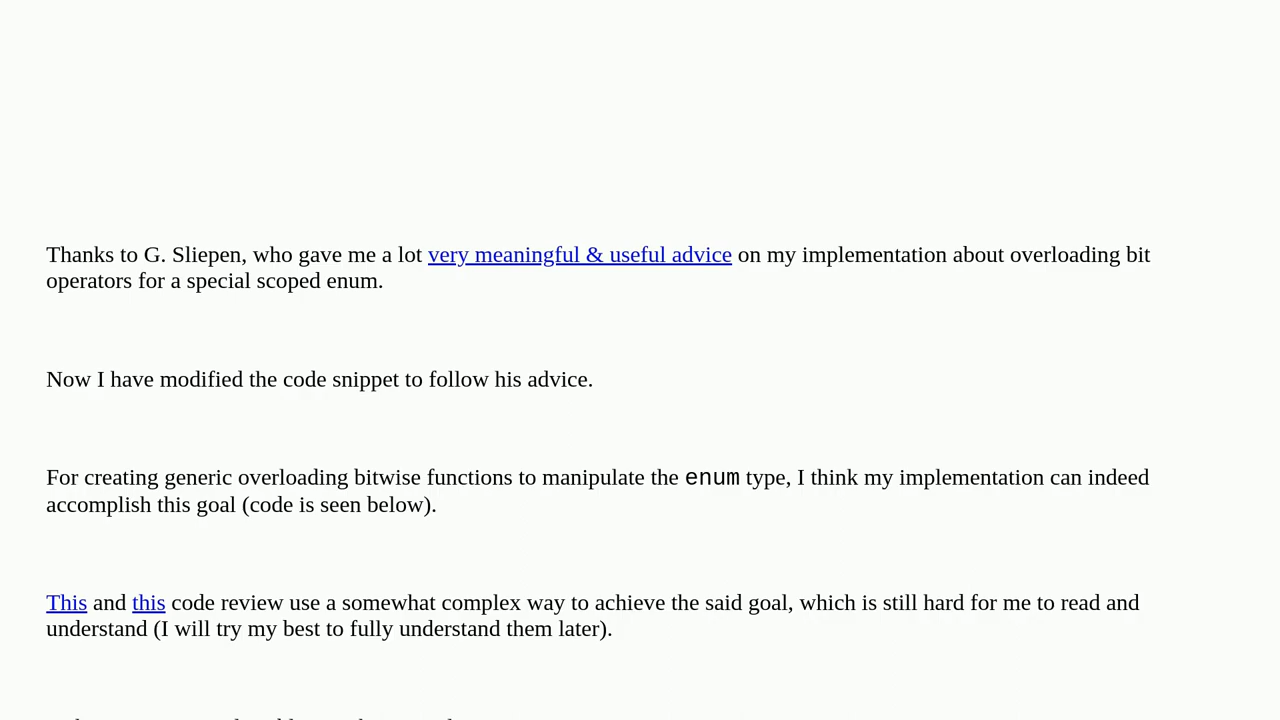 Thanks to G. Sliepen, who gave me a lot very meaningful & useful advice on my implementation about overloading bit
operators for a special scoped enum.
Now I have modified the code snippet to follow his advice.
For creating generic overloading bitwise functions to manipulate the enum type, I think my implementation can indeed
accomplish this goal (code is seen below).
This and this code review use a somewhat complex way to achieve the said goal, which is still hard for me to read and
understand (I will try my best to fully understand them later).